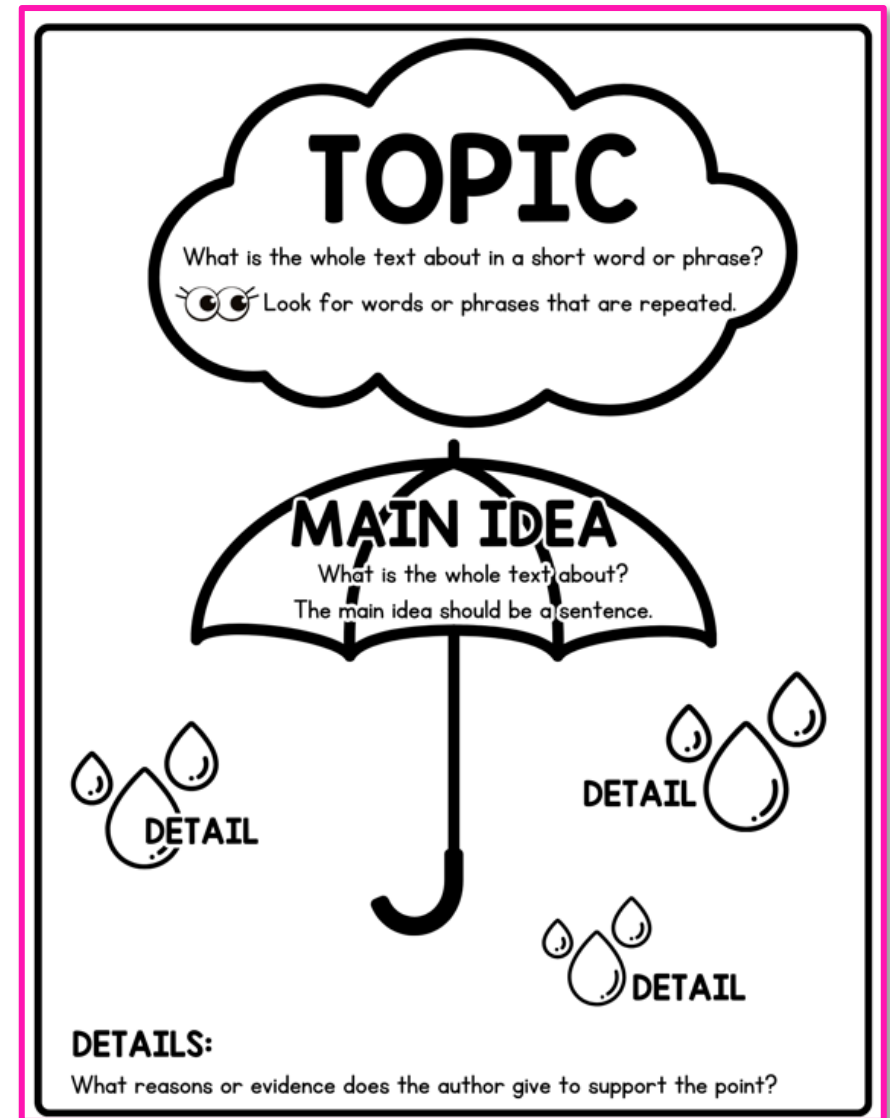 TOPIC
What is the whole text about in a short word or phrase?
Look for words or phrases that are repeated.
MAIN IDEA
What is the whole text about?
The main idea should be a sentence.
DETAIL
DETAIL
DETAIL
DETAILS:
What reasons or evidence does the author give to support the point?